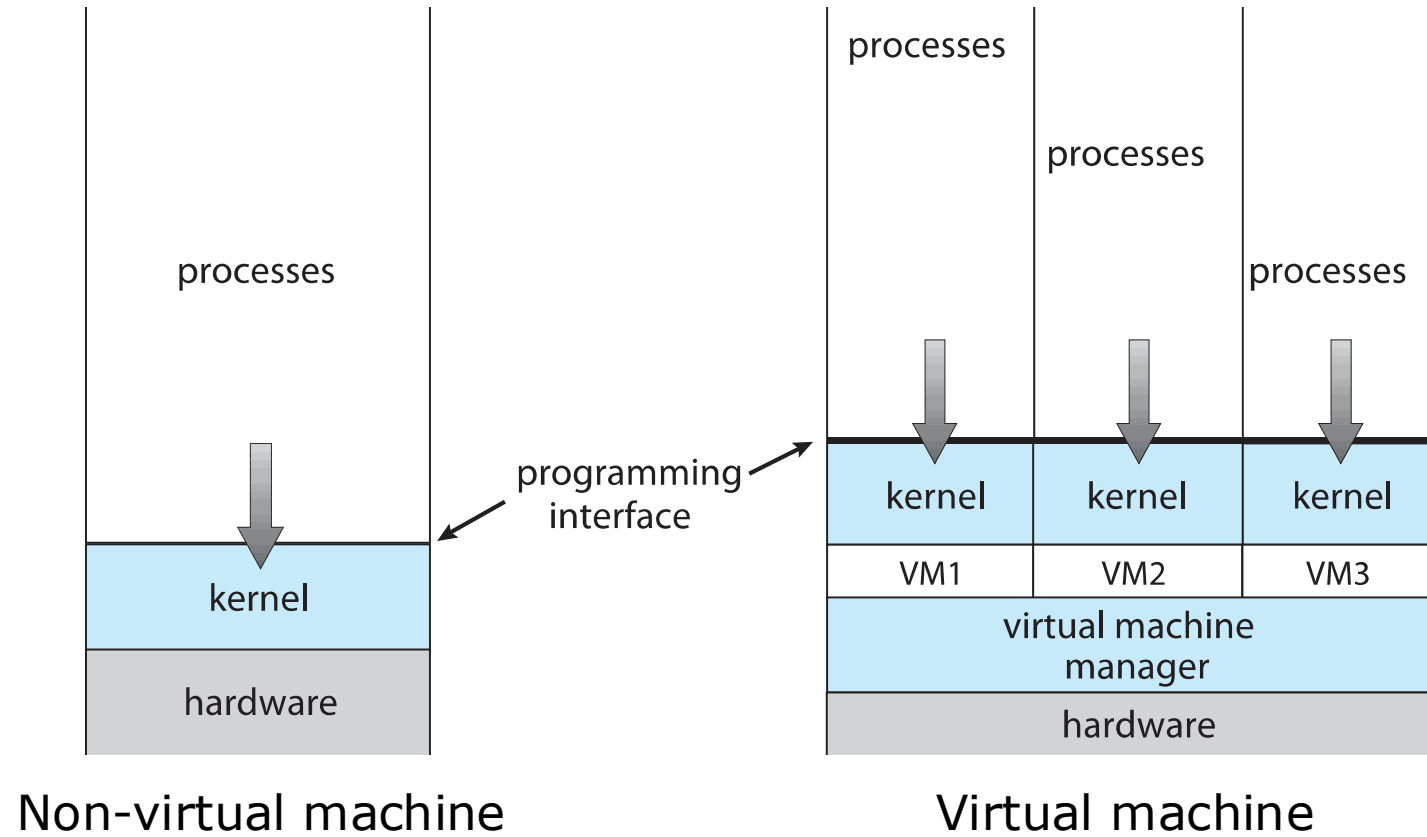 processes
kernel
hardware
Non-virtual machine
programming
interface
processes
processes
processes
kernel
kernel
kernel
VM1
VM2
VM3
virtual machine
manager
hardware
Virtual machine